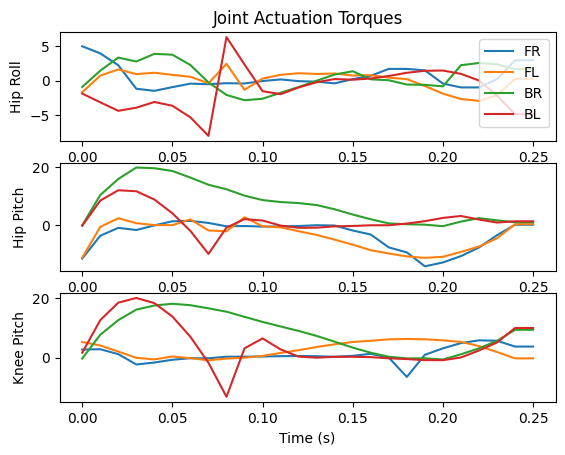 Joint Actuation Torques
Hip Roll
5
0
−5
FR
FL
BR
BL
0.00 0.05 0.10 0.15 0.20 0.25
Hip Pitch
20
0
0.00 0.05 0.10 0.15 0.20 0.25
Knee Pitch
20
0
0.00 0.05 0.10 0.15 0.20 0.25
Time (s)